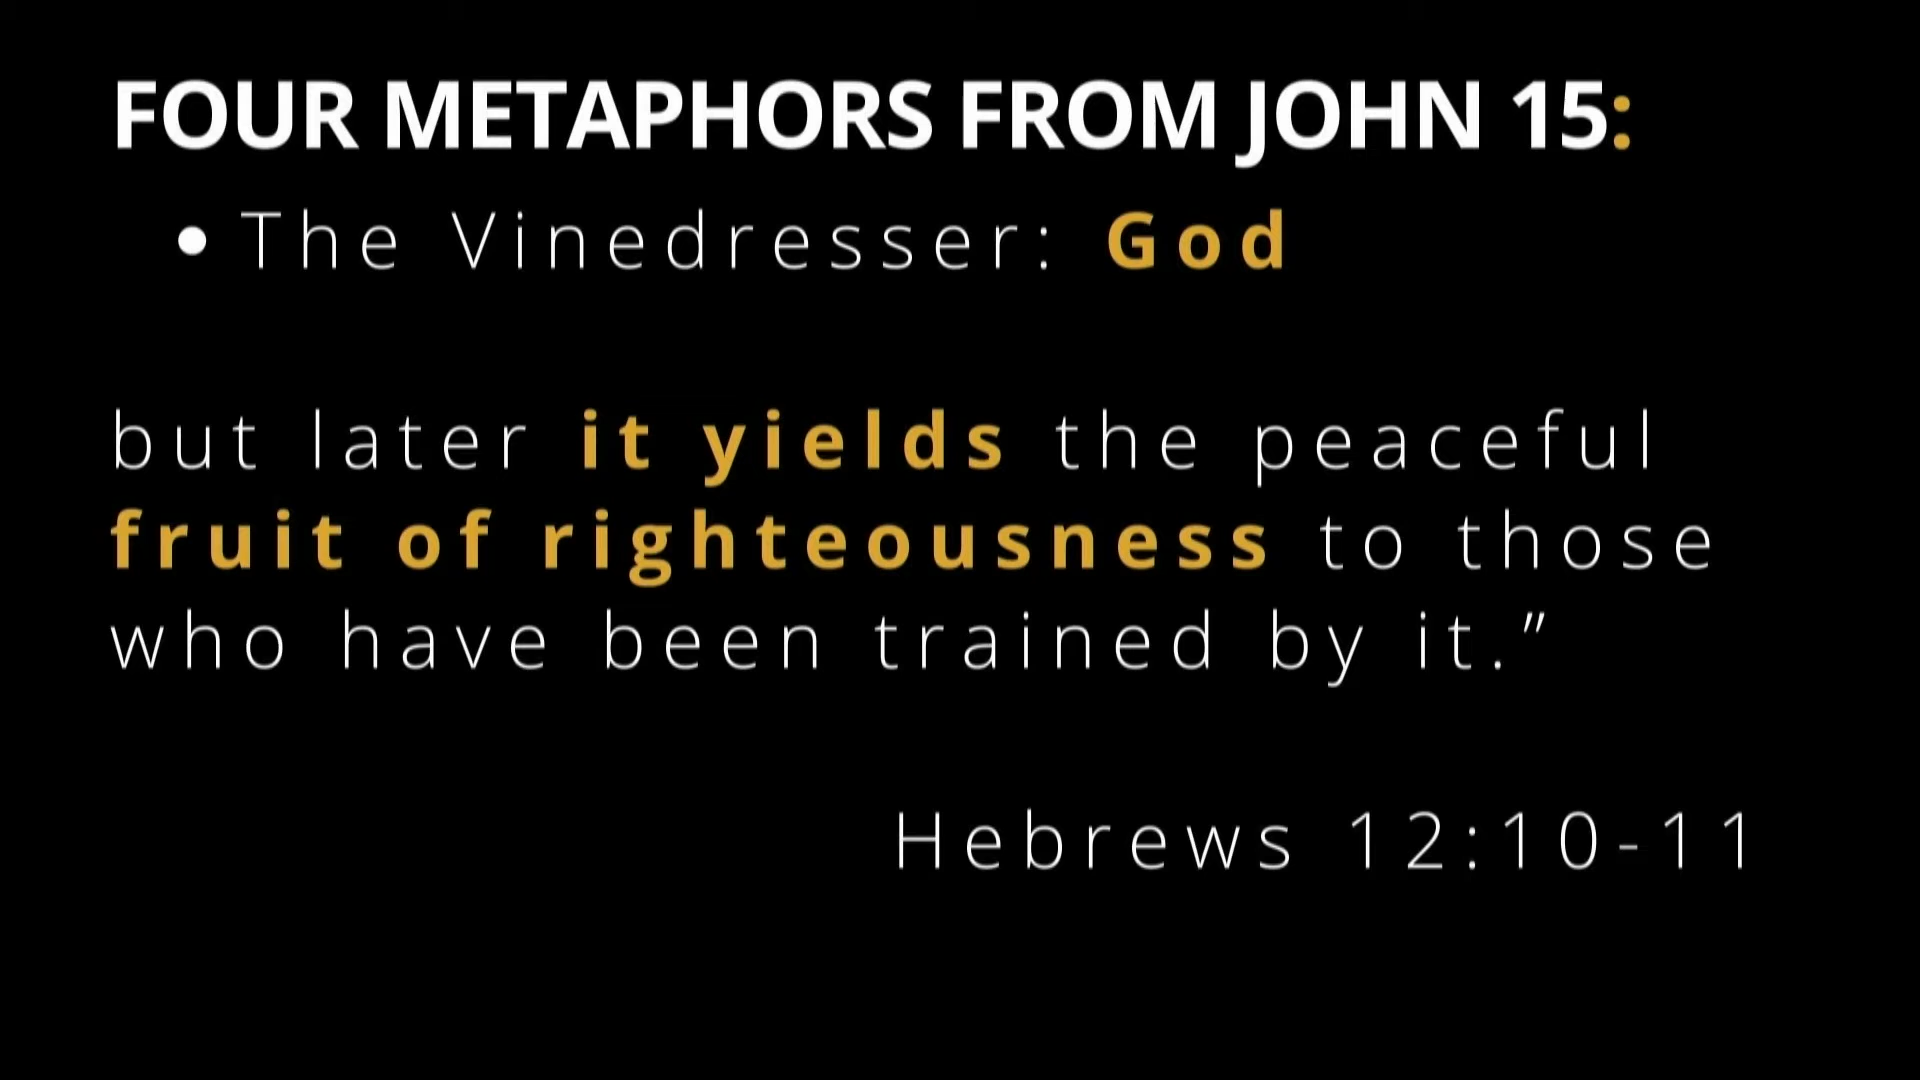 FOUR METAPHORS FROM JOHN 15:
• The Vinedresser: God
but later it yields the peaceful
fruit of righteousness to those
who have been trained by it.”
Hebrews 12:10-11